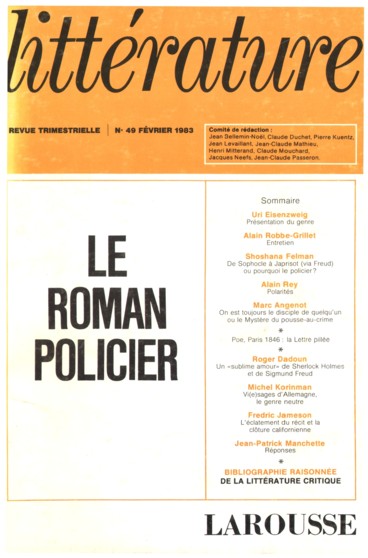 littérature
REVUE TRIMESTRIELLE | N° 49 FÉVRIER 1983
Comité de rédaction :
Jean Bellemin-Noël, Claude Duchet, Pierre Kuentz,
Jean Levaillant, Jean-Claude Mathieu,
Henri Mitterand, Claude Mouchard,
Jacques Neefs, Jean-Claude Passeron.
LE
ROMAN
POLICIER
Sommaire
Uri Eisenzweig
Présentation du genre
Alain Robbe-Grillet
Entretien
Shoshana Felman
De Sophocle à Japrisot (via Freud)
ou pourquoi le policier?
Alain Rey
Polarités
Marc Angenot
On est toujours le disciple de quelqu'un
ou le Mystère du pousse-au-crime
*
Poe, Paris 1846 : la Lettre pillée
*
Roger Dadoun
Un «sublime amour» de Sherlock Holmes
et de Sigmund Freud
Michel Korinman
Vi(e)sages d'Allemagne,
le genre neutre
Fredric Jameson
L'éclatement du récit et la
clôture californienne
Jean-Patrick Manchette
Réponses
*
BIBLIOGRAPHIE RAISONNÉE
DE LA LITTÉRATURE CRITIQUE
LAROUSSE